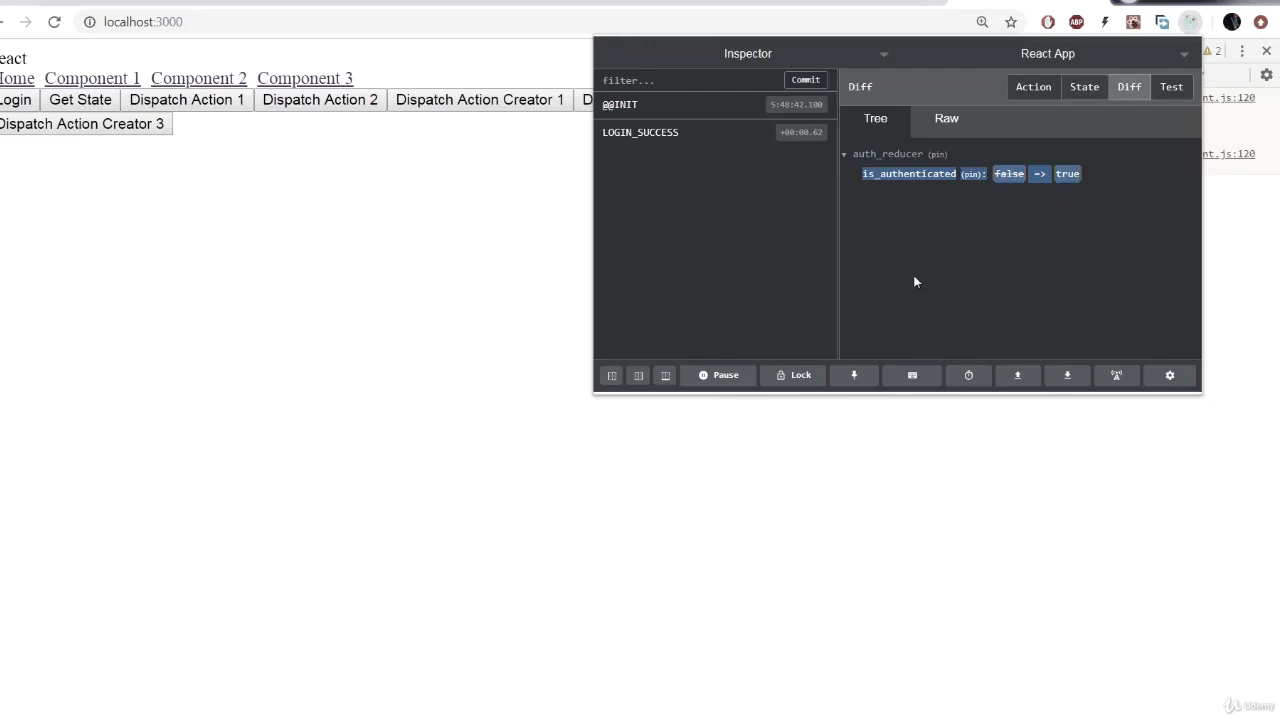 localhost:3000
ABP
eact
Home Component 1 Component 2 Component 3
Login Get State Dispatch Action 1 Dispatch Action 2 Dispatch Action Creator 1 D
Dispatch Action Creator 3
Inspector React App
filter... Commit
@@INIT 5:48:42.100
LOGIN_SUCCESS +00:00.62
Diff Action State Diff Test
Tree Raw
auth_reducer (pin)
is_authenticated (pin): false => true
Pause Lock
2
nt.js:120
nt.js:120
Udemy